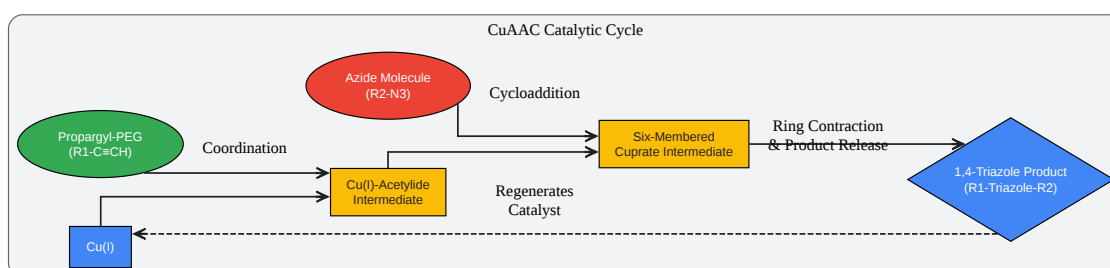 CuAAC Catalytic Cycle
Azide Molecule
(R2-N3)
Cycloaddition
Propargyl-PEG
(R1-C≡CH)
Coordination
Six-Membered
Cuprate Intermediate
Ring Contraction
& Product Release
Cu(I)-Acetylide
Intermediate
1,4-Triazole Product
(R1-Triazole-R2)
Regenerates
Catalyst
Cu(I)